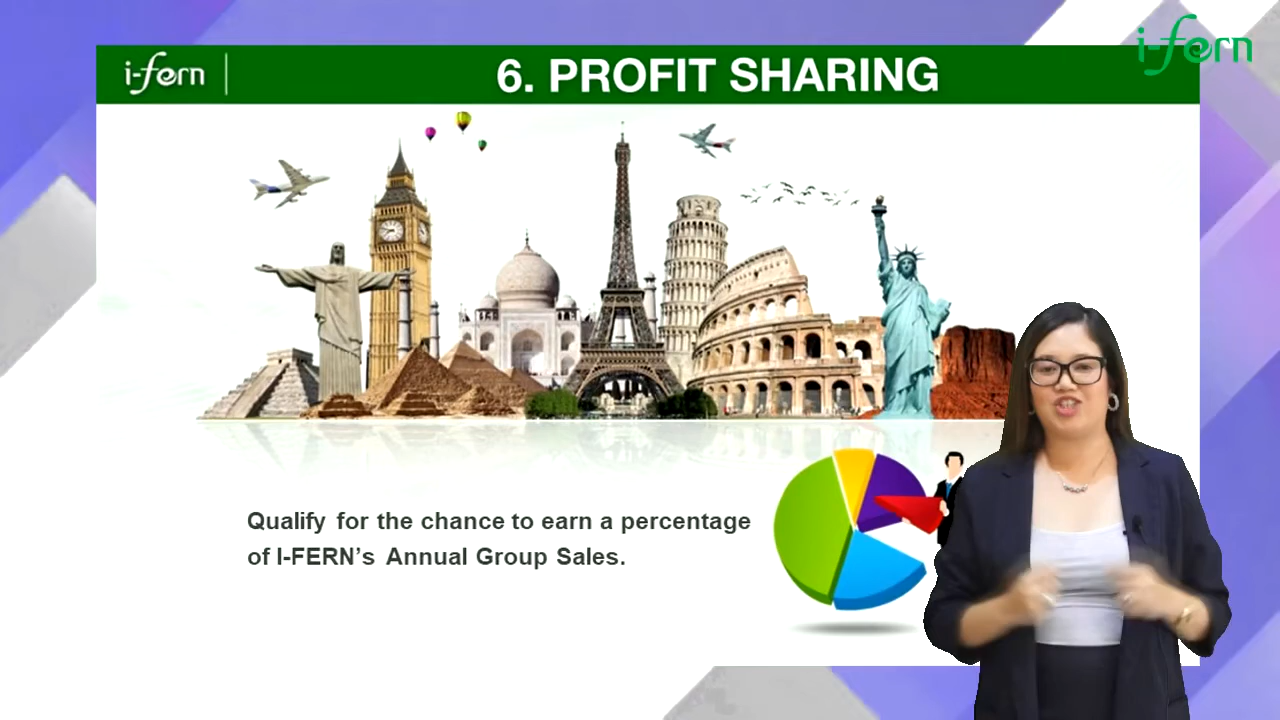 i-fern
i-fern
6. PROFIT SHARING
Qualify for the chance to earn a percentage
of I-FERN’s Annual Group Sales.